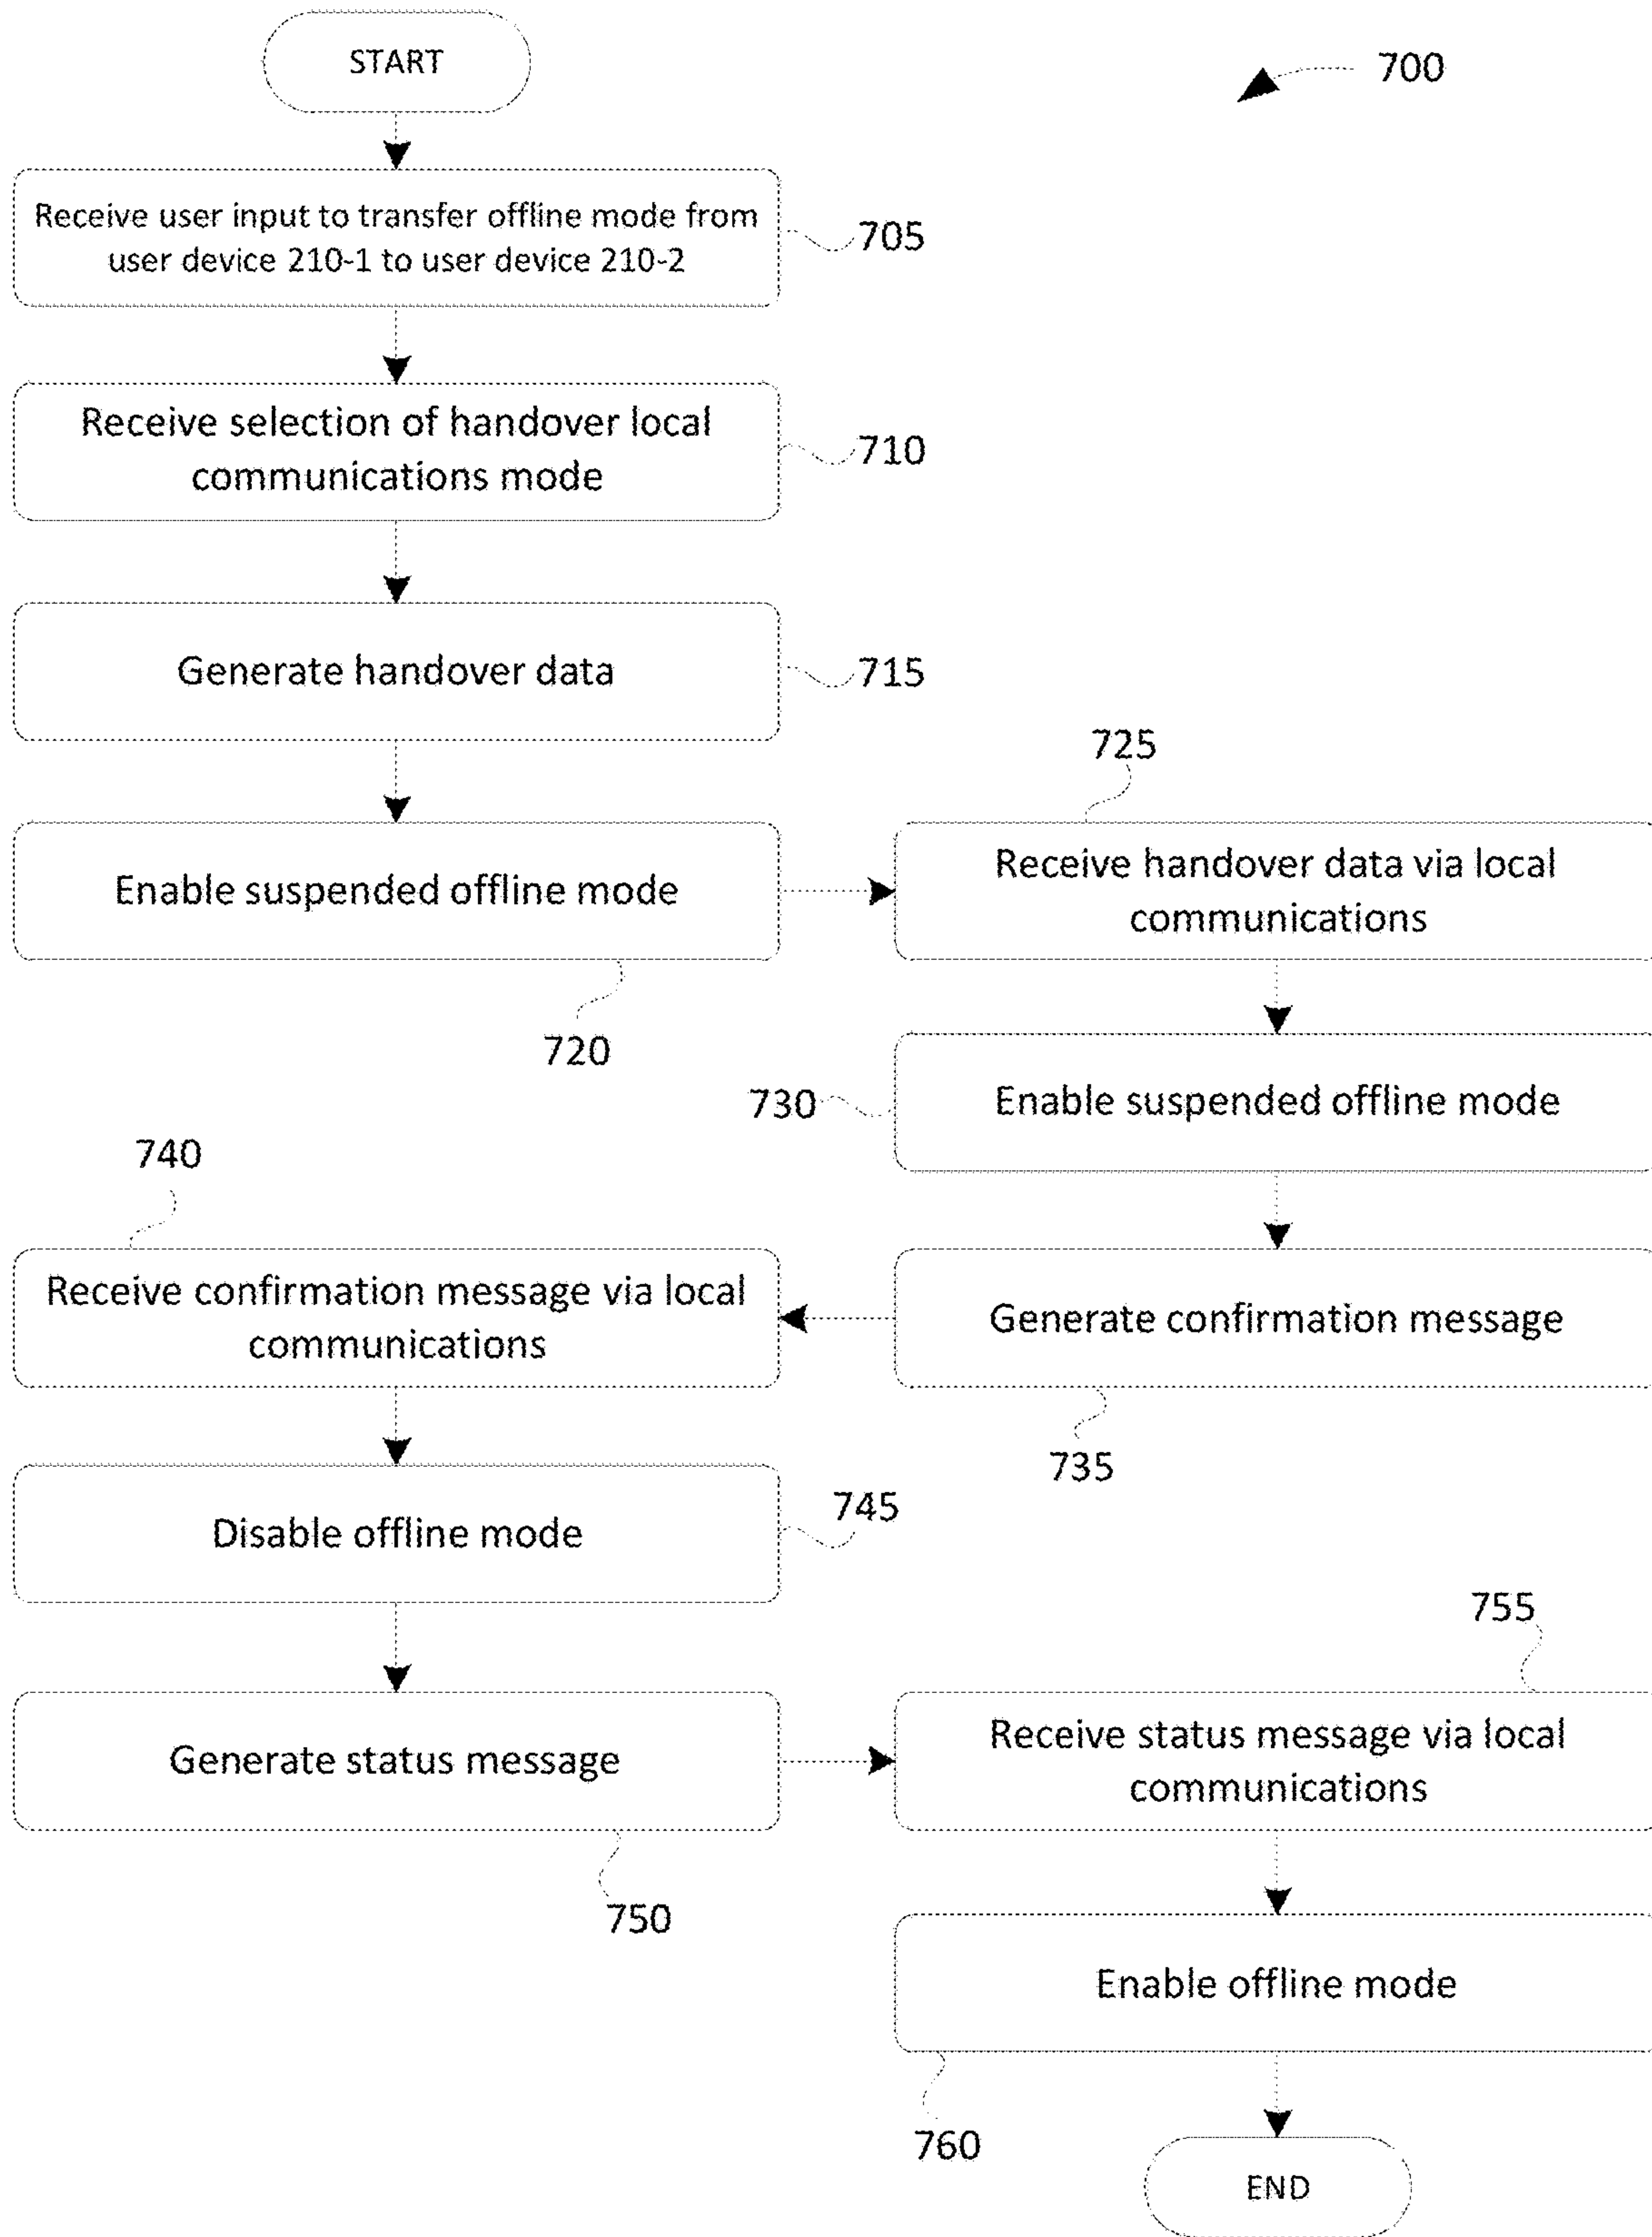 START
700
Receive user input to transfer offline mode from
user device 210-1 to user device 210-2
705
Receive selection of handover local
communications mode
710
Generate handover data
715
Enable suspended offline mode
720
725
Receive handover data via local
communications
730
Enable suspended offline mode
Generate confirmation message
735
740
Receive confirmation message via local
communications
Disable offline mode
745
Generate status message
750
755
Receive status message via local
communications
Enable offline mode
760
END